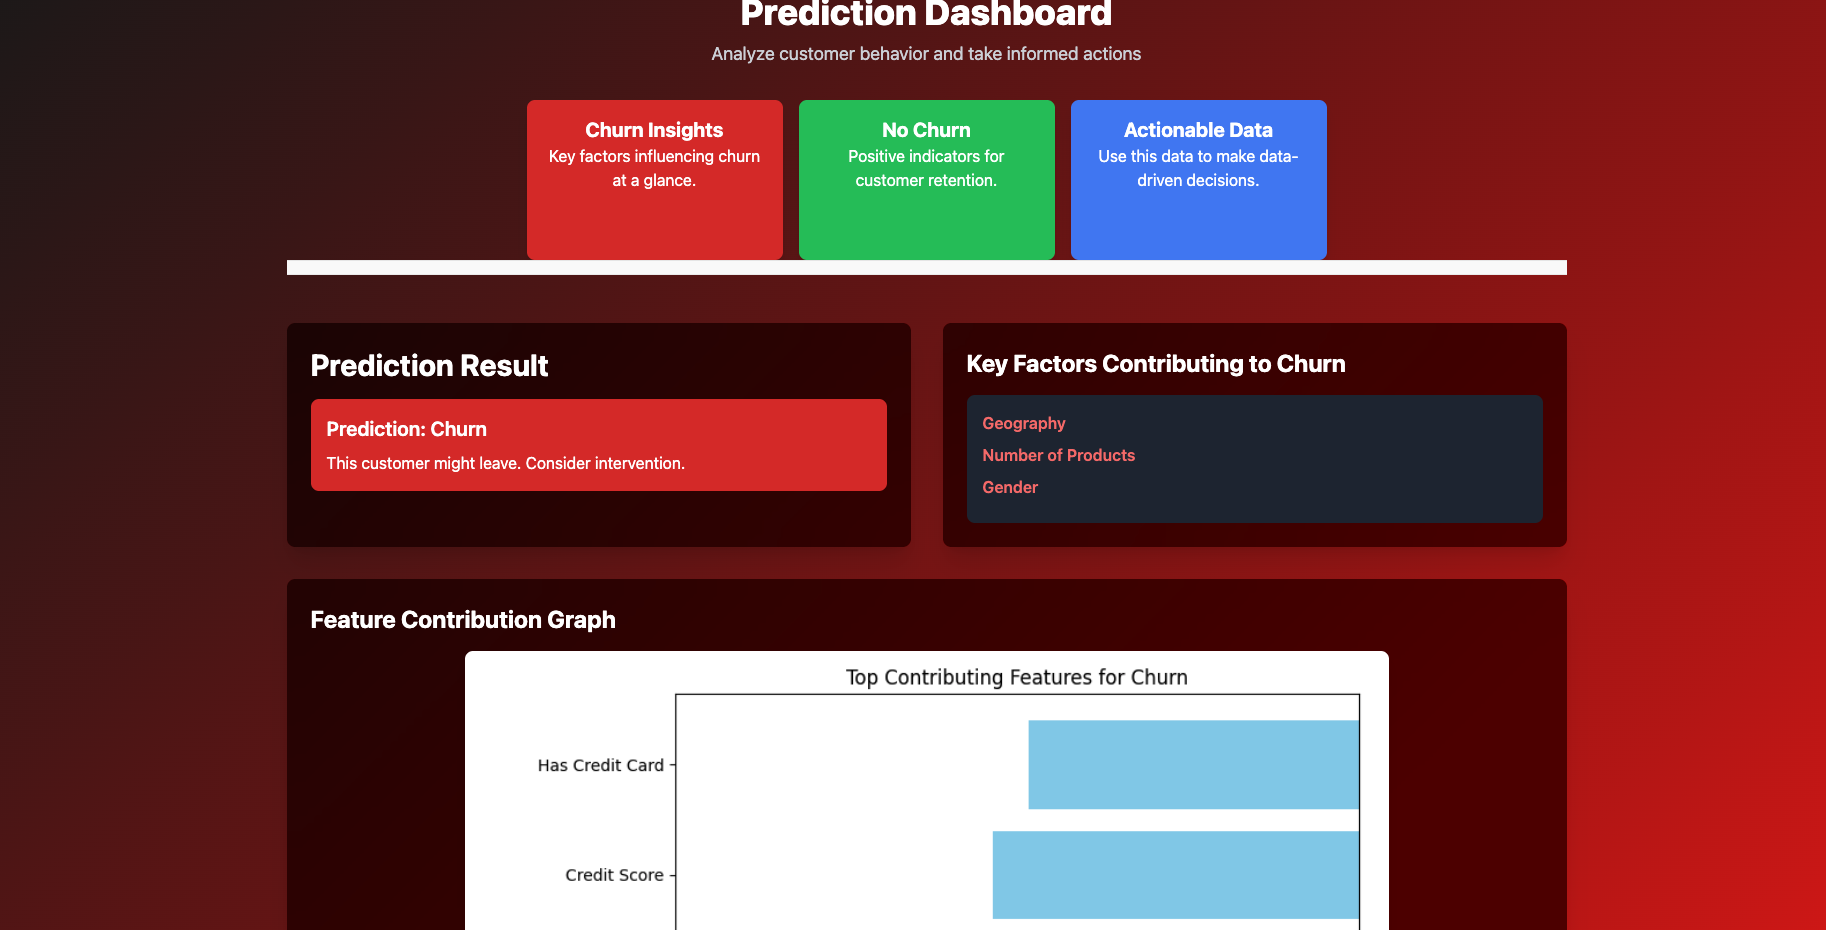 Prediction Dashboard
Analyze customer behavior and take informed actions
Churn Insights
Key factors influencing churn
at a glance.
No Churn
Positive indicators for
customer retention.
Actionable Data
Use this data to make data-
driven decisions.
Prediction Result
Prediction: Churn
This customer might leave. Consider intervention.
Key Factors Contributing to Churn
Geography
Number of Products
Gender
Feature Contribution Graph
Top Contributing Features for Churn
Has Credit Card
Credit Score